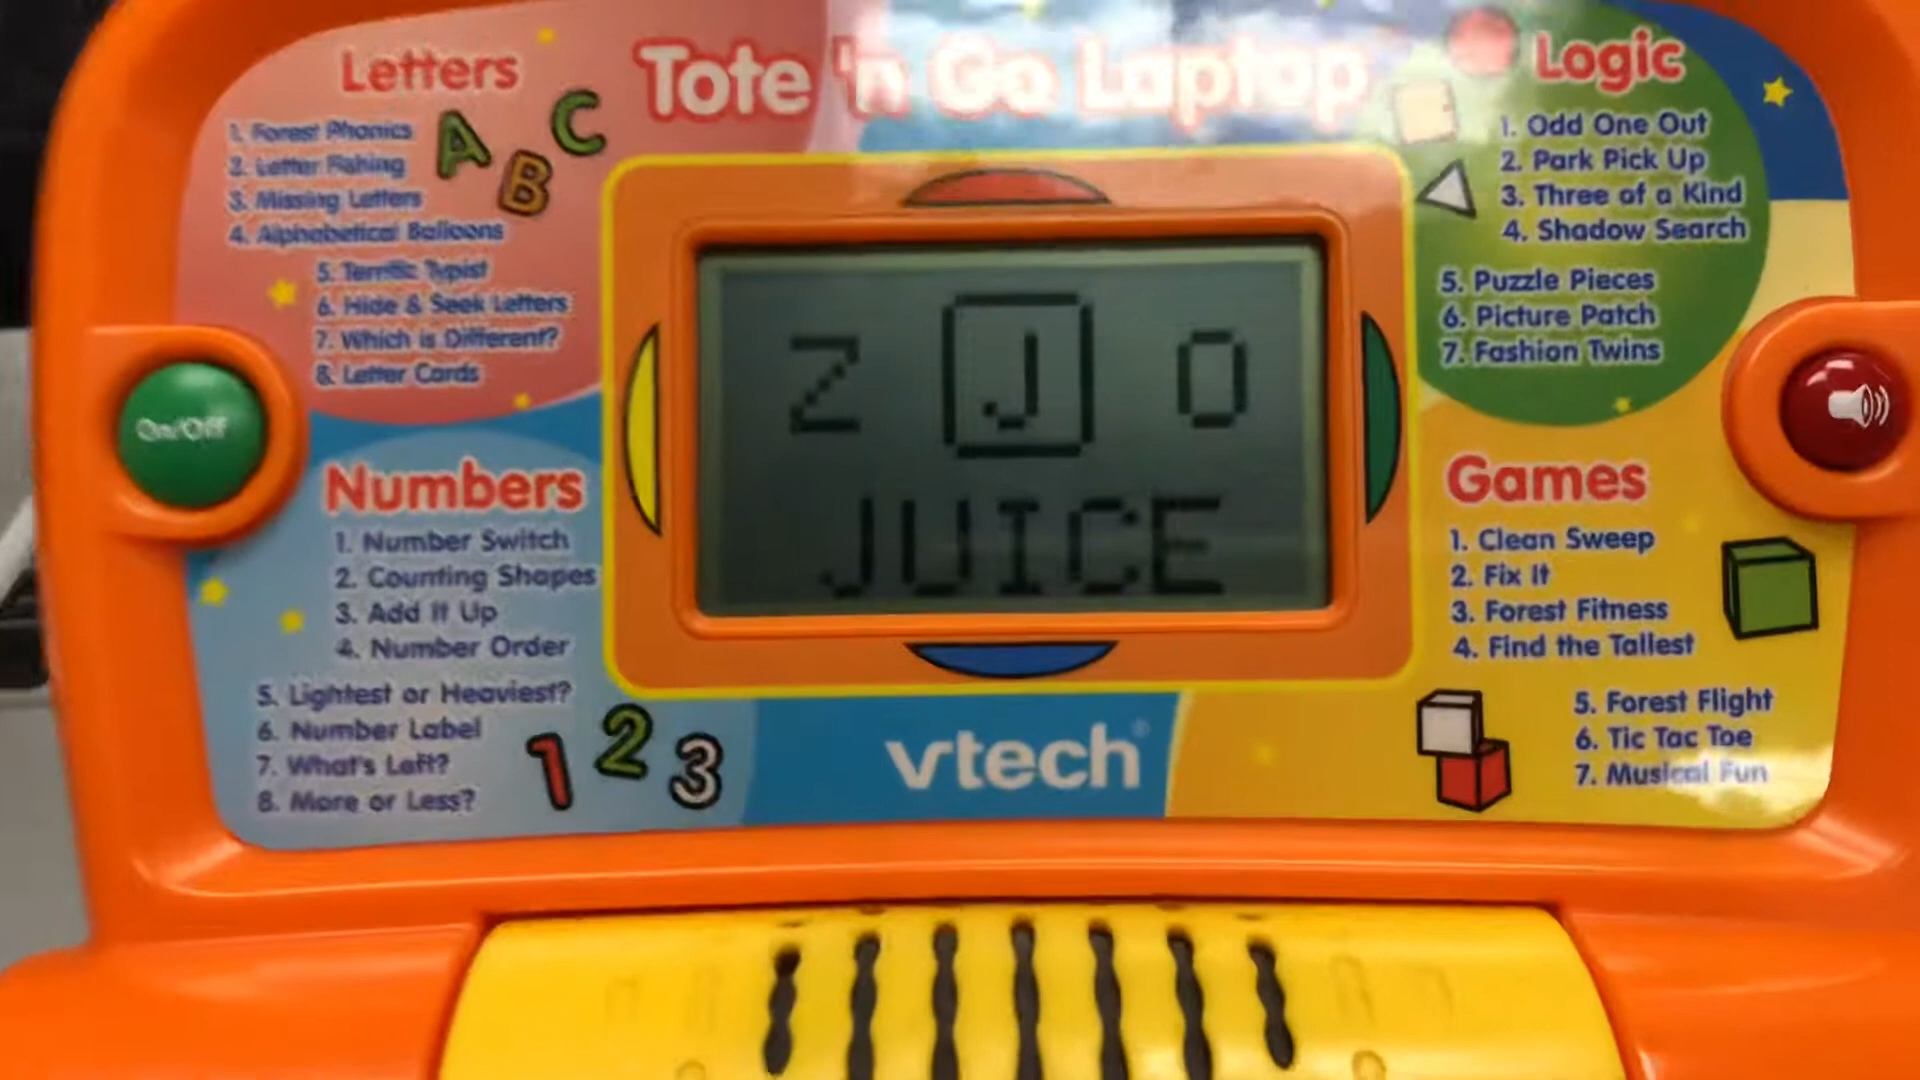 Tote 'n Go Laptop
Letters
A B C
1. Forest Phonics
2. Letter Fishing
3. Missing Letters
4. Alphabetical Balloons
5. Terrific Typist
6. Hide & Seek Letters
7. Which is Different?
8. Letter Cards
Logic
1. Odd One Out
2. Park Pick Up
3. Three of a Kind
4. Shadow Search
5. Puzzle Pieces
6. Picture Patch
7. Fashion Twins
On/Off
Z J O
JUICE
Numbers
1. Number Switch
2. Counting Shapes
3. Add It Up
4. Number Order
5. Lightest or Heaviest?
6. Number Label
7. What's Left?
8. More or Less?
1 2 3
Games
1. Clean Sweep
2. Fix It
3. Forest Fitness
4. Find the Tallest
5. Forest Flight
6. Tic Tac Toe
7. Musical Fun
vtech®